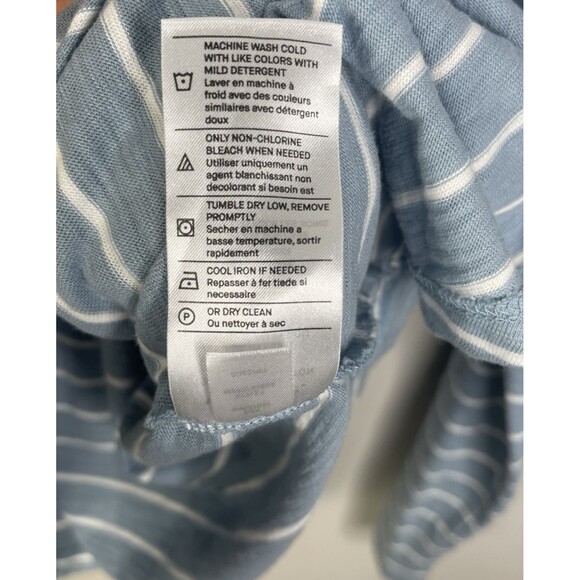 MACHINE WASH COLD
WITH LIKE COLORS WITH
MILD DETERGENT
Laver en machine à
froid avec des couleurs
similaires avec détergent
doux
ONLY NON-CHLORINE
BLEACH WHEN NEEDED
Utiliser uniquement un
agent blanchissant non
decolorant si besoin est
TUMBLE DRY LOW, REMOVE
PROMPTLY
Secher en machine a
basse temperature, sortir
rapidement
COOL IRON IF NEEDED
Repasser à fer tiede si
necessaire
P
OR DRY CLEAN
Ou nettoyer à sec